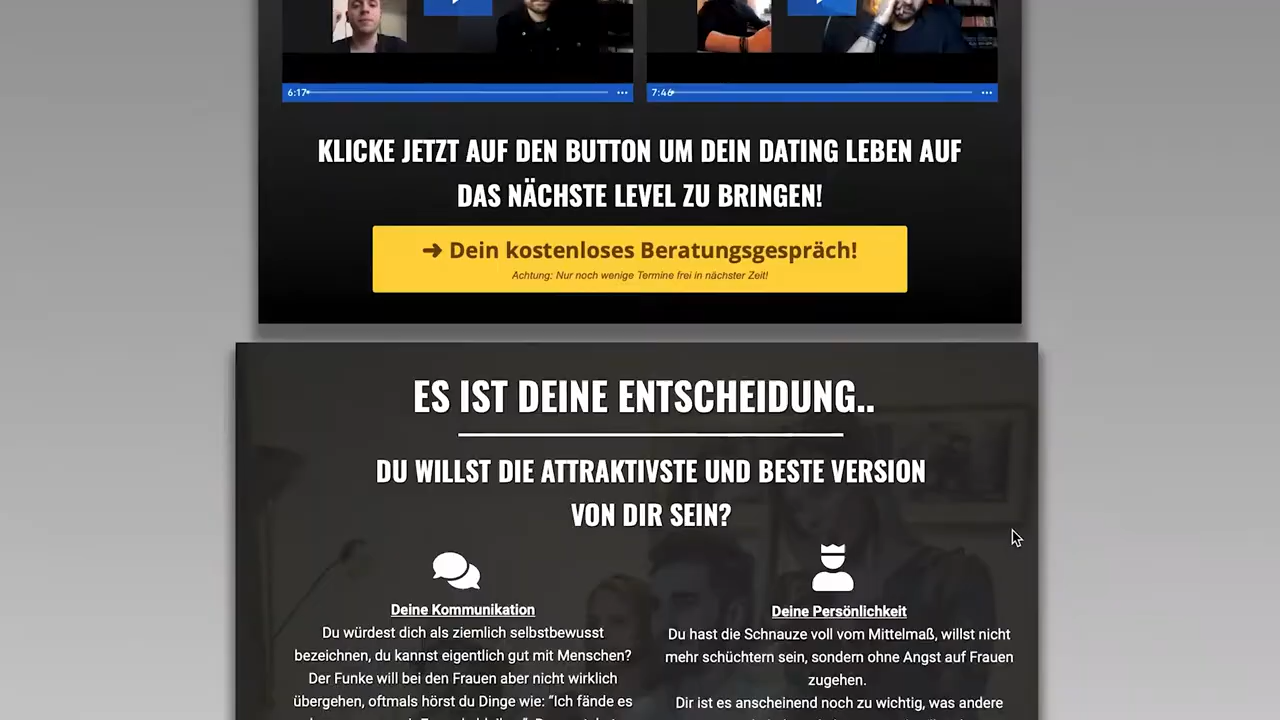 6:17
7:46
KLICKE JETZT AUF DEN BUTTON UM DEIN DATING LEBEN AUF
DAS NÄCHSTE LEVEL ZU BRINGEN!
➜ Dein kostenloses Beratungsgespräch!
Achtung: Nur noch wenige Termine frei in nächster Zeit!
ES IST DEINE ENTSCHEIDUNG..
DU WILLST DIE ATTRAKTIVSTE UND BESTE VERSION
VON DIR SEIN?
Deine Kommunikation
Du würdest dich als ziemlich selbstbewusst
bezeichnen, du kannst eigentlich gut mit Menschen?
Der Funke will bei den Frauen aber nicht wirklich
übergehen, oftmals hörst du Dinge wie: “Ich fände es
Deine Persönlichkeit
Du hast die Schnauze voll vom Mittelmaß, willst nicht
mehr schüchtern sein, sondern ohne Angst auf Frauen
zugehen.
Dir ist es anscheinend noch zu wichtig, was andere